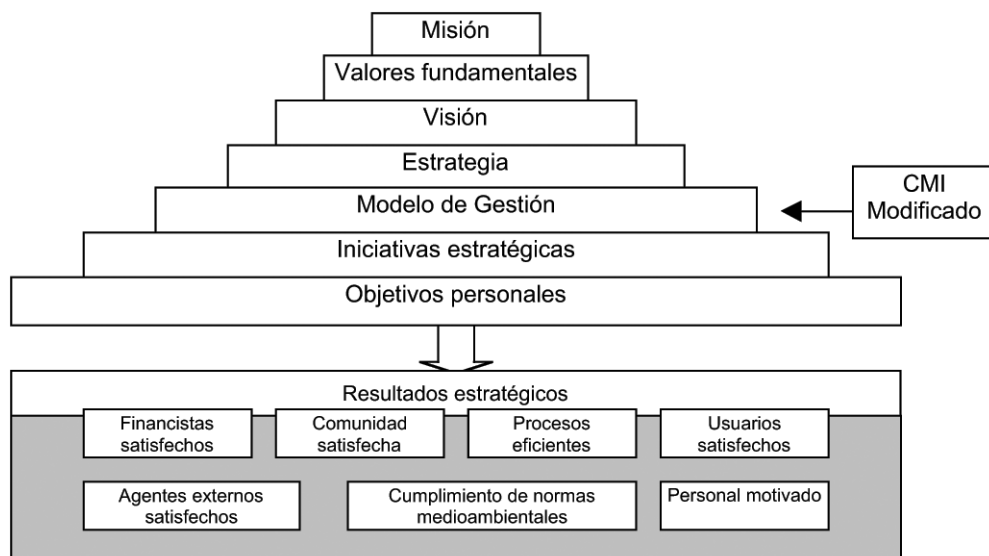 Misión
Valores fundamentales
Visión
Estrategia
Modelo de Gestión
CMI
Modificado
Iniciativas estratégicas
Objetivos personales
Resultados estratégicos
Financistas
satisfechos
Comunidad
satisfecha
Procesos
eficientes
Usuarios
satisfechos
Agentes externos
satisfechos
Cumplimiento de normas
medioambientales
Personal motivado